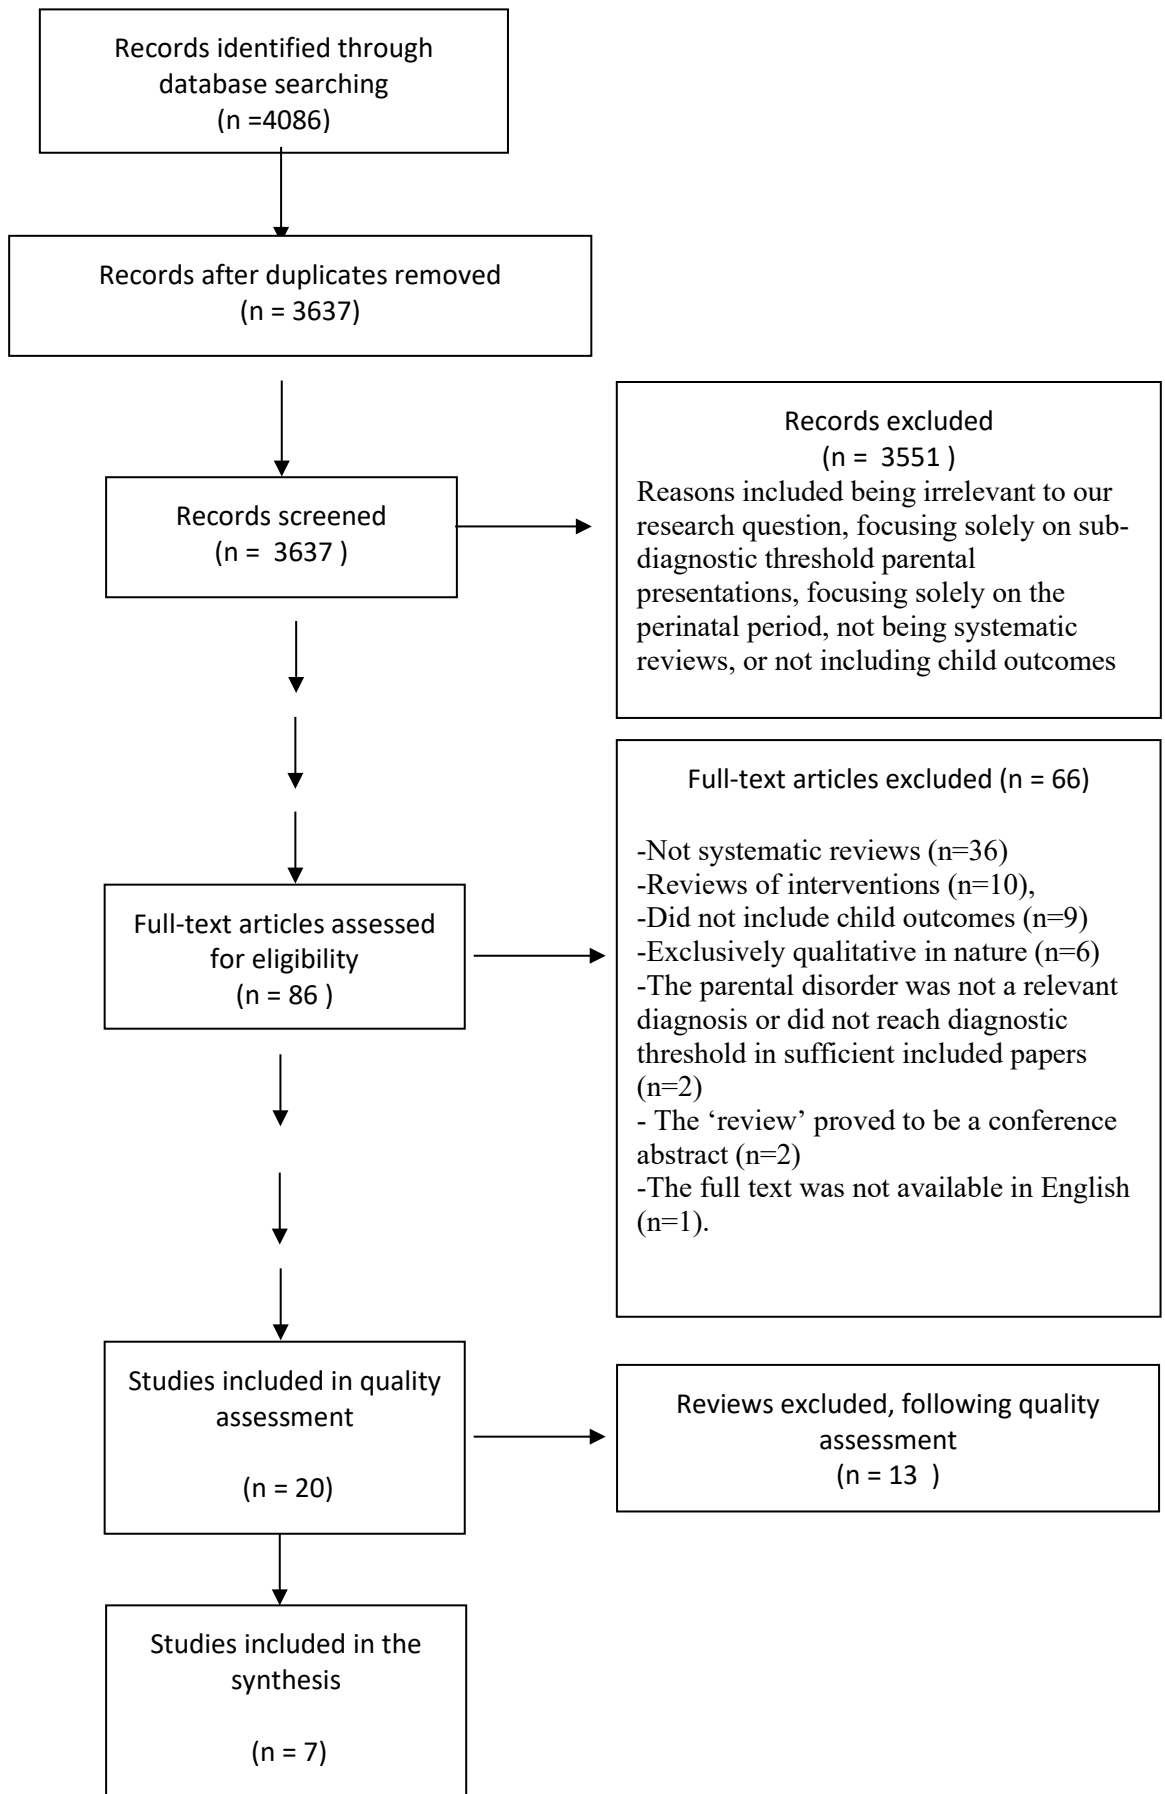 Records identified through
database searching
(n =4086)
Records after duplicates removed
(n = 3637)
Records screened
(n =  3637 )
Records excluded
(n =  3551 )
Reasons included being irrelevant to our
research question, focusing solely on sub-
diagnostic threshold parental
presentations, focusing solely on the
perinatal period, not being systematic
reviews, or not including child outcomes
Full-text articles assessed
for eligibility
(n = 86 )
Full-text articles excluded (n = 66)
-Not systematic reviews (n=36)
-Reviews of interventions (n=10),
-Did not include child outcomes (n=9)
-Exclusively qualitative in nature (n=6)
-The parental disorder was not a relevant
diagnosis or did not reach diagnostic
threshold in sufficient included papers
(n=2)
- The ‘review’ proved to be a conference
abstract (n=2)
-The full text was not available in English
(n=1).
Studies included in quality
assessment
(n = 20)
Reviews excluded, following quality
assessment
(n = 13  )
Studies included in the
synthesis
(n = 7)